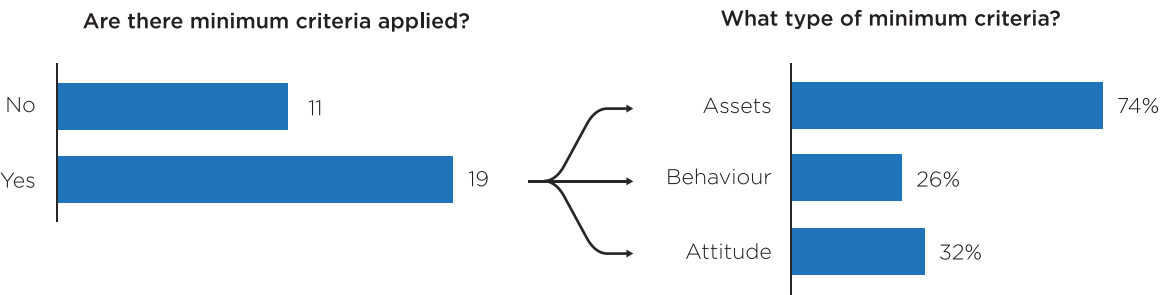 Are there minimum criteria applied?
No
11
Yes
19
What type of minimum criteria?
Assets
74%
Behaviour
26%
Attitude
32%